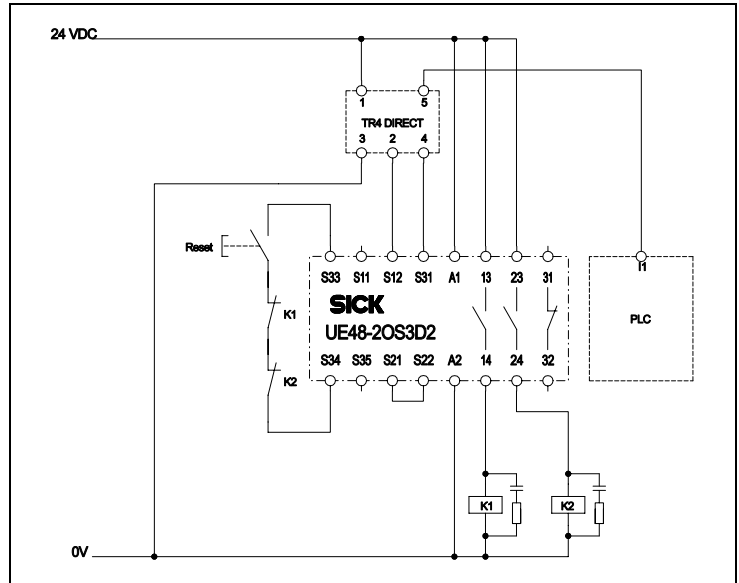 24 VDC
1 5
TR4 DIRECT
3 2 4
Reset
S33 S11 S12 S31 A1 13 23 31
I1
SICK
K1
PLC
UE48-2OS3D2
S34 S35 S21 S22 A2 14 24 32
K2
K1 K2
0V